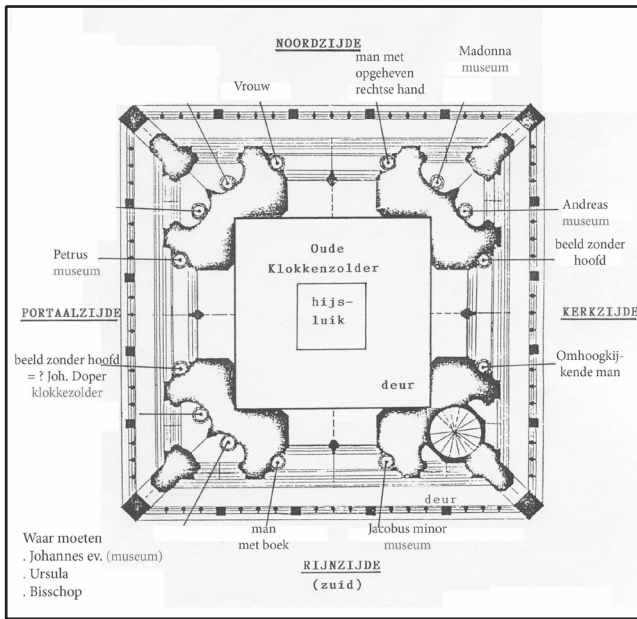 NOORDZIJDE
man met
opgeheven
rechtse hand
Madonna
museum
Vrouw
Andreas
museum
beeld zonder
hoofd
Petrus
museum
Oude
Klokkenzolder
hijs-
luik
PORTAALZIJDE
KERKZIJDE
beeld zonder hoofd
= ? Joh. Doper
klokkezolder
Omhoogkij-
kende man
deur
deur
Waar moeten
. Johannes ev. (museum)
. Ursula
. Bisschop
man
met boek
Jacobus minor
museum
RIJNZIJDE
(zuid)